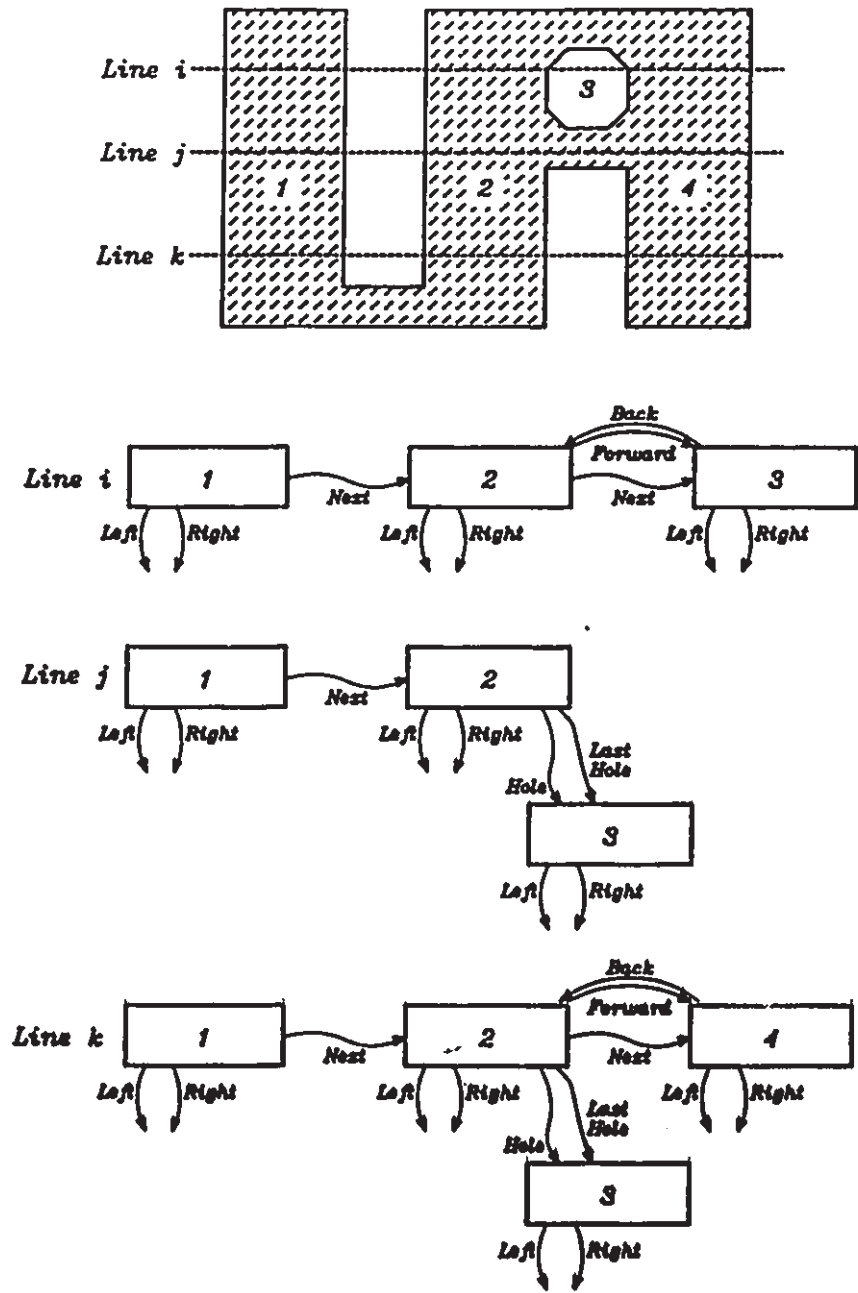 Line i
3
Line j
1 2 4
Line k
Back
Forward
Line i 1 2 3
Next Next
Left Right Left Right Left Right
Line j 1 2
Next
Left Right Left Right Last
Hole
Hole
3
Left Right
Back
Forward
Line k 1 2 4
Next Next
Left Right Left Right Left Right
Last
Hole
Hole
3
Left Right